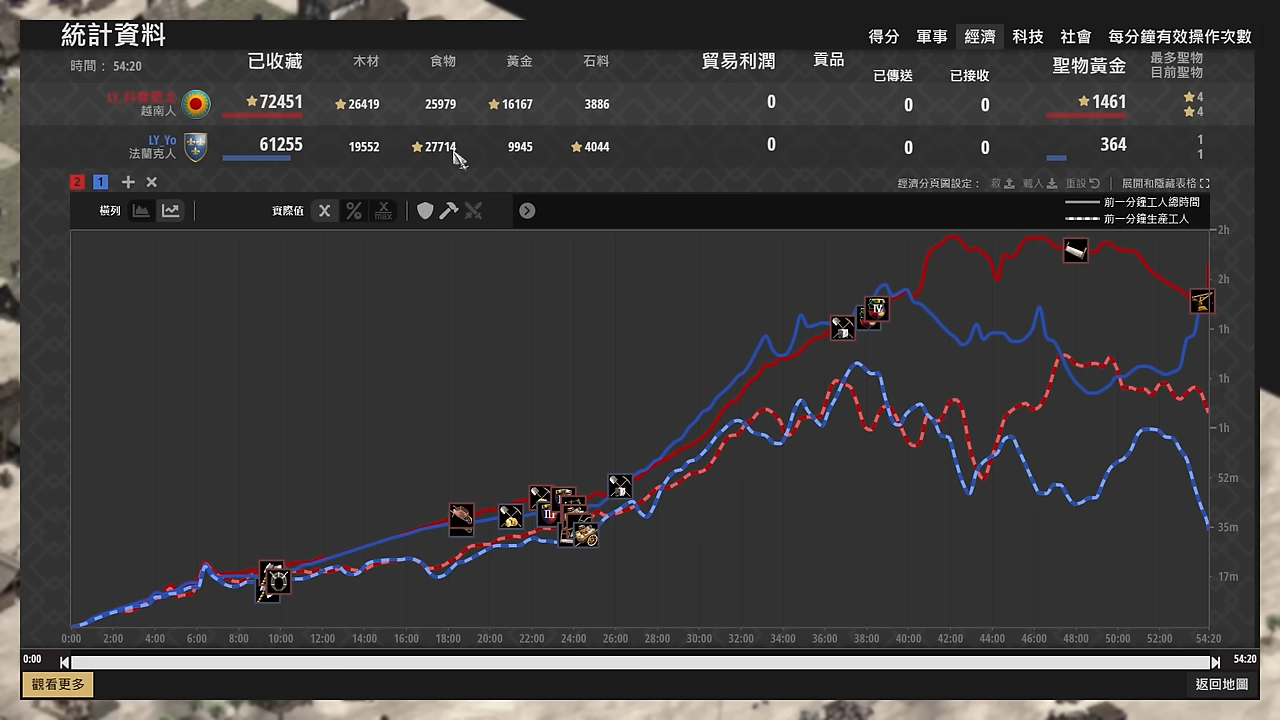 統計資料
得分 軍事 經濟 科技 社會 每分鐘有效操作次數
時間： 54:20
已收藏 木材 食物 黃金 石料 貿易利潤 貢品 已傳送 已接收 聖物黃金 最多聖物
目前聖物
越南人 72451 26419 25979 16167 3886 0 0 0 1461 4
4
LY_Yo
法蘭克人 61255 19552 27714 9945 4044 0 0 0 364 1
1
2 1
經濟分頁圖設定： 載入 重設 展開和隱藏表格
橫列 實際值 X % X max
前一分鐘工人總時間
前一分鐘生產工人
2h
2h
1h
1h
1h
52m
35m
17m
0:00 2:00 4:00 6:00 8:00 10:00 12:00 14:00 16:00 18:00 20:00 22:00 24:00 26:00 28:00 30:00 32:00 34:00 36:00 38:00 40:00 42:00 44:00 46:00 48:00 50:00 52:00 54:20
0:00 54:20
觀看更多 返回地圖